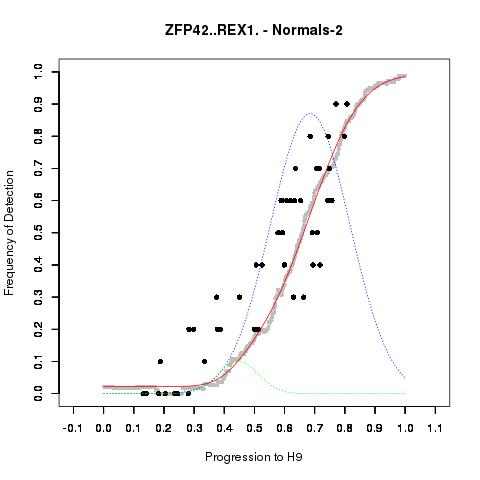 ZFP42..REX1. - Normals-2
Frequency of Detection
1.0
0.9
0.8
0.7
0.6
0.5
0.4
0.3
0.2
0.1
0.0
-0.1 0.0 0.1 0.2 0.3 0.4 0.5 0.6 0.7 0.8 0.9 1.0 1.1
Progression to H9